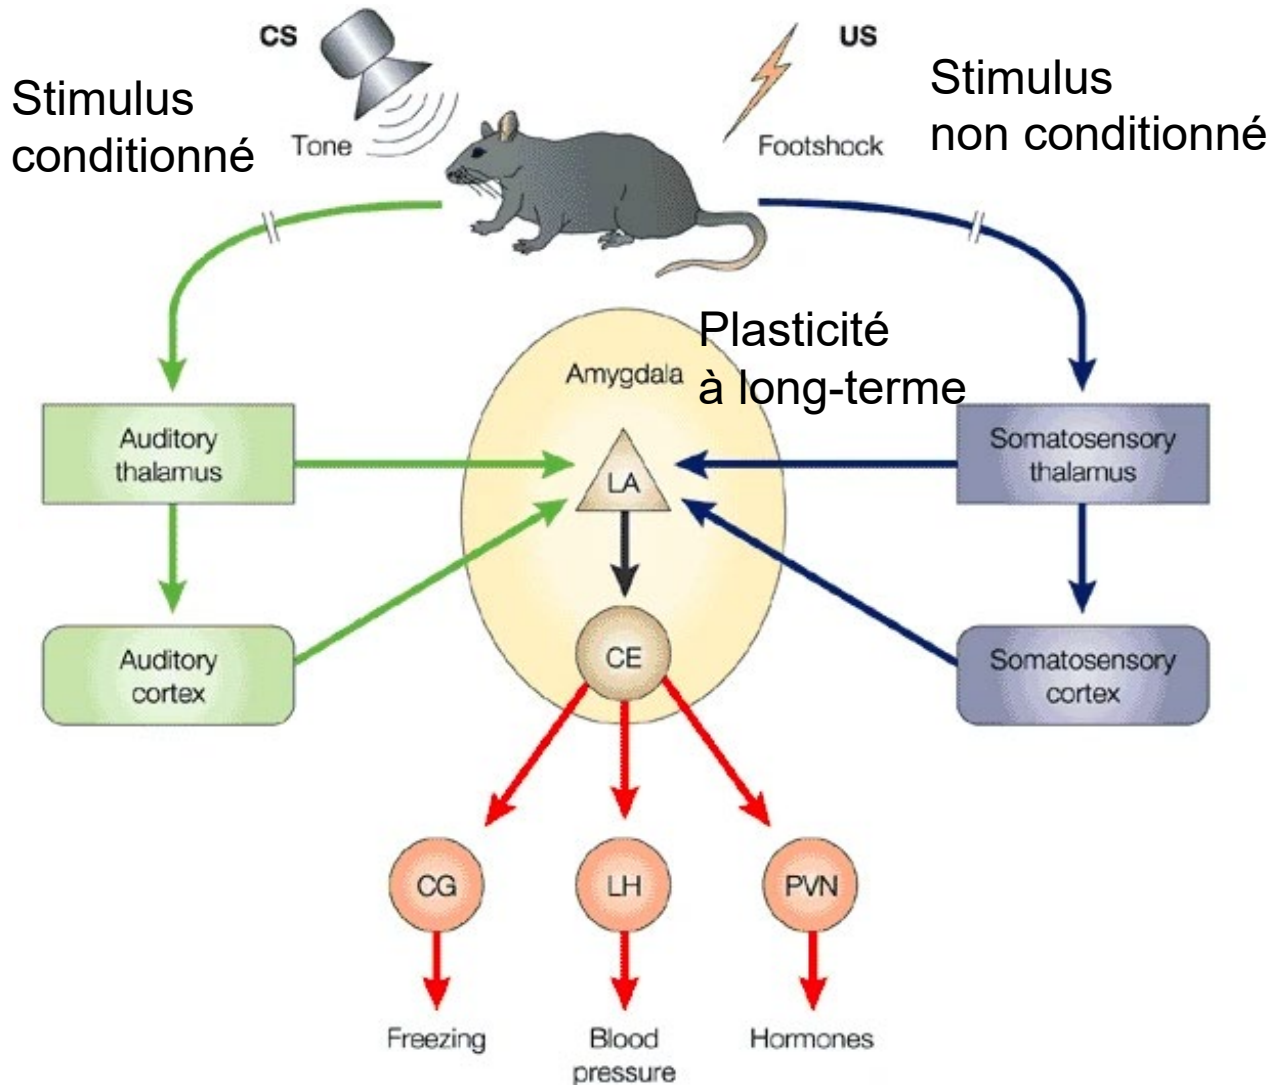 CS
US
Stimulus
conditionné
Tone
Footshock
Stimulus
non conditionné
Plasticité
à long-terme
Amygdala
Auditory
thalamus
LA
Somatosensory
thalamus
Auditory
cortex
CE
Somatosensory
cortex
CG
LH
PVN
Freezing
Blood
pressure
Hormones